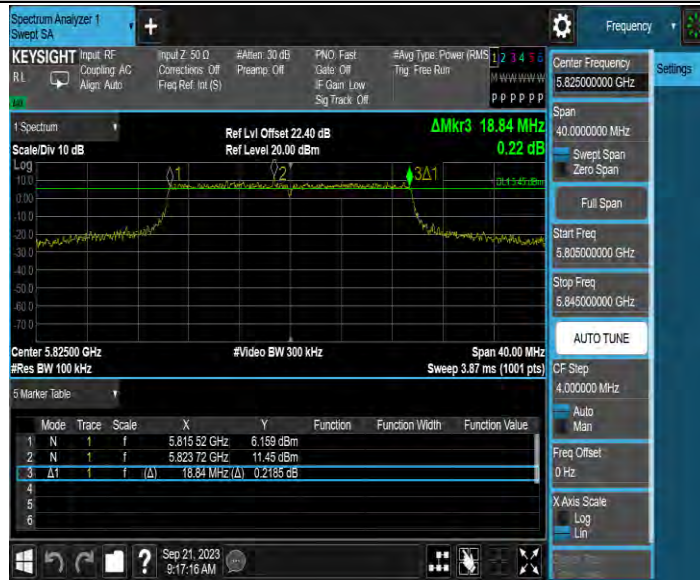 Spectrum Analyzer 1
Swept SA
+
Frequency
KEYSIGHT
RL
Input: RF
Coupling: AC
Align: Auto
Input Z: 50 Ω
Corrections: Off
Freq Ref: Int (S)
#Atten: 30 dB
Preamp: Off
PNO: Fast
Gate: Off
IF Gain: Low
Sig Track: Off
#Avg Type: Power (RMS
Trig: Free Run
1 2 3 4 5 6
M W W W W W
P P P P P P
1 Spectrum
Scale/Div 10 dB
Ref Lvl Offset 22.40 dB
Ref Level 20.00 dBm
ΔMkr3 18.84 MHz
0.22 dB
Log
10.0
0.00
-10.0
-20.0
-30.0
-40.0
-50.0
-60.0
-70.0
1
2
3Δ1
DL1 5.45 dBm
Center 5.82500 GHz
#Video BW 300 kHz
Span 40.00 MHz
#Res BW 100 kHz
Sweep 3.87 ms (1001 pts)
5 Marker Table
Mode Trace Scale X Y Function Function Width Function Value
1 N 1 f 5.815 52 GHz 6.159 dBm
2 N 1 f 5.823 72 GHz 11.45 dBm
3 Δ1 1 f (Δ) 18.84 MHz (Δ) 0.2185 dB
4
5
6
Sep 21, 2023
9:17:16 AM
?
Center Frequency
5.825000000 GHz
Settings
Span
40.0000000 MHz
Swept Span
Zero Span
Full Span
Start Freq
5.805000000 GHz
Stop Freq
5.845000000 GHz
AUTO TUNE
CF Step
4.000000 MHz
Auto
Man
Freq Offset
0 Hz
X Axis Scale
Log
Lin